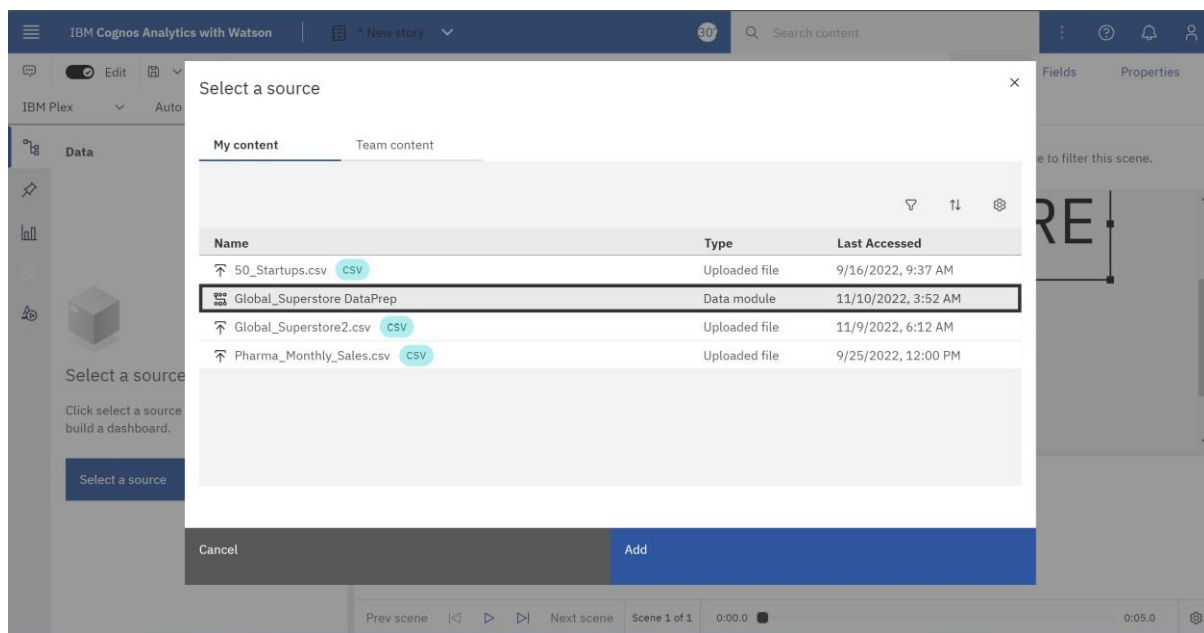 IBM Cognos Analytics with Watson
* New story
30
Search content
Edit
Fields
Properties
IBM Plex
Auto
Data
Select a source
My content
Team content
e to filter this scene.
RE
Name Type Last Accessed
50_Startups.csv CSV Uploaded file 9/16/2022, 9:37 AM
Global_Superstore DataPrep Data module 11/10/2022, 3:52 AM
Global_Superstore2.csv CSV Uploaded file 11/9/2022, 6:12 AM
Pharma_Monthly_Sales.csv CSV Uploaded file 9/25/2022, 12:00 PM
Select a source
Click select a source
build a dashboard.
Select a source
Cancel
Add
Prev scene Next scene Scene 1 of 1 0:00.0 0:05.0